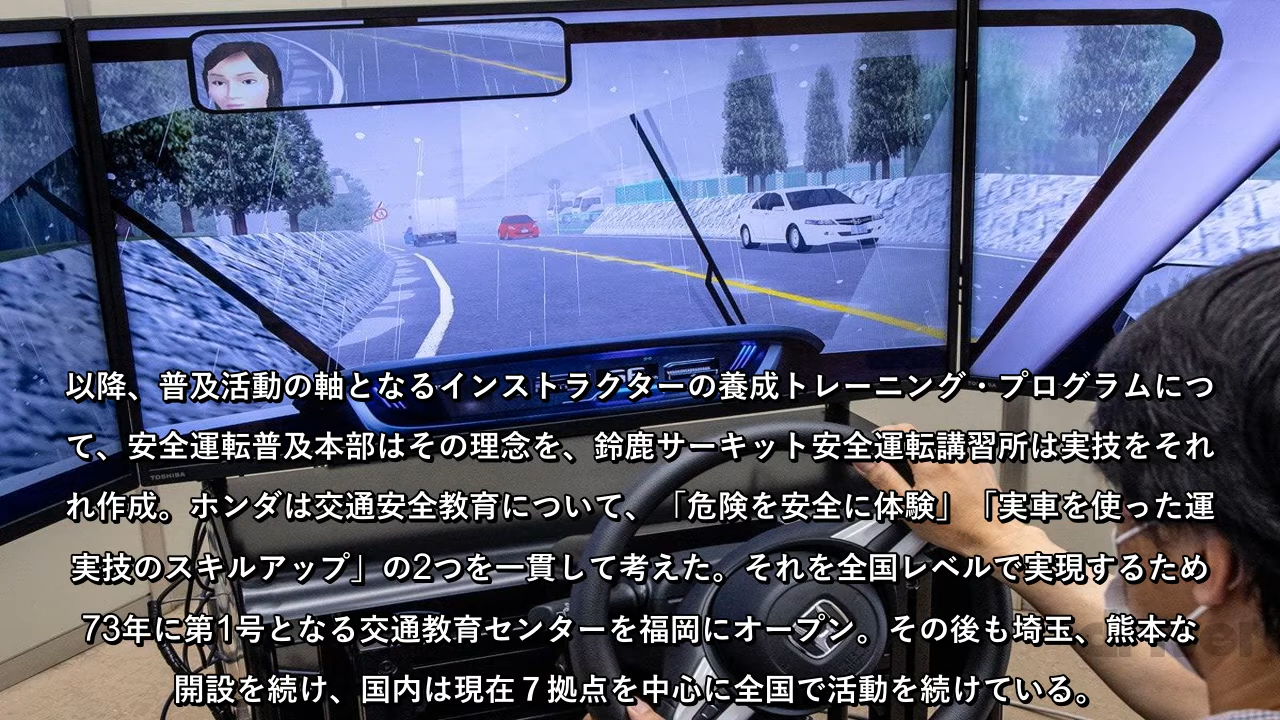 TOSHIBA
以降、普及活動の軸となるインストラクターの養成トレーニング・プログラムにつ
て、安全運転普及本部はその理念を、鈴鹿サーキット安全運転講習所は実技をそれ
れ作成。ホンダは交通安全教育について、「危険を安全に体験」「実車を使った運
実技のスキルアップ」の2つを一貫して考えた。それを全国レベルで実現するため
73年に第1号となる交通教育センターを福岡にオープン。その後も埼玉、熊本な
開設を続け、国内は現在７拠点を中心に全国で活動を続けている。